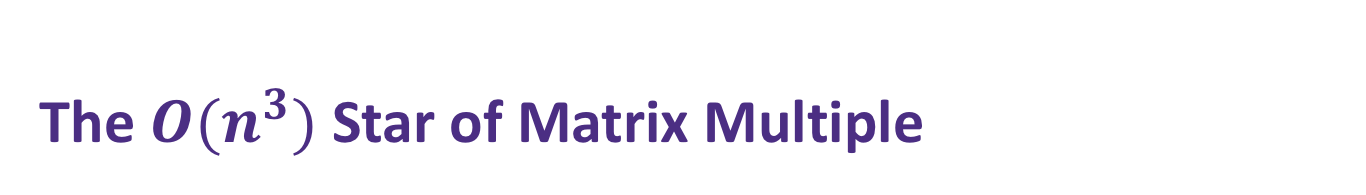 The O(n³) Star of Matrix Multiple